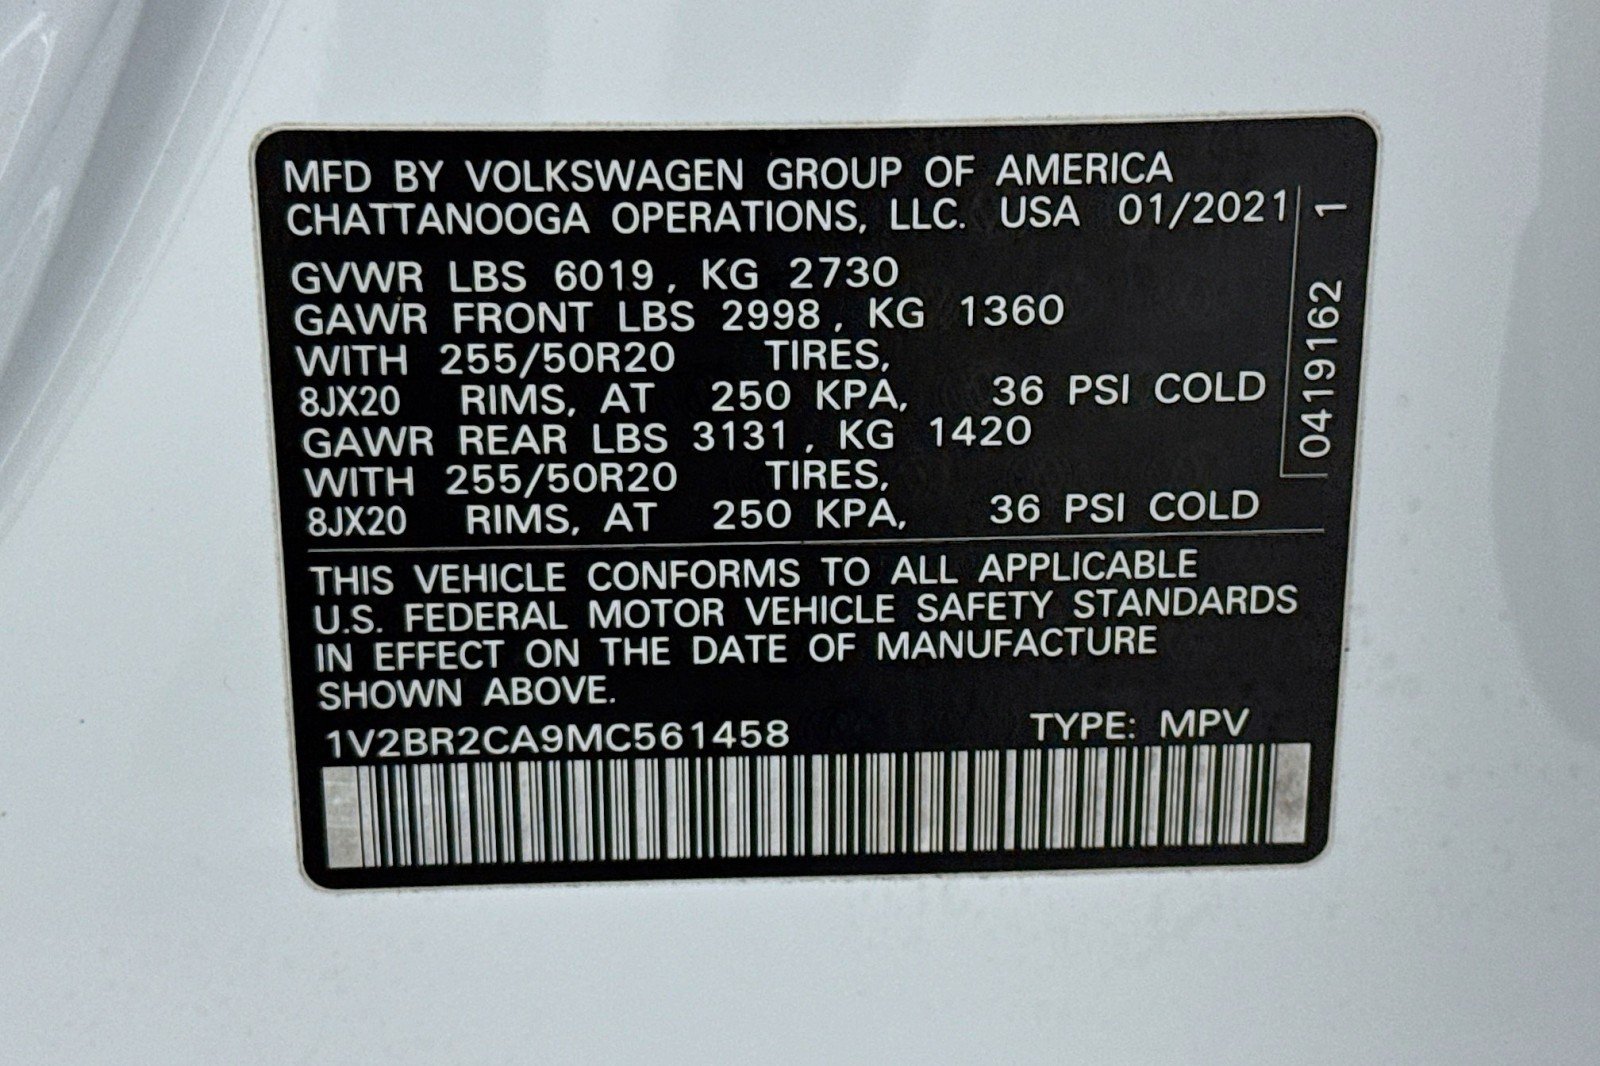 MFD BY VOLKSWAGEN GROUP OF AMERICA
CHATTANOOGA OPERATIONS, LLC. USA 01/2021
GVWR LBS 6019, KG 2730
GAWR FRONT LBS 2998, KG 1360
WITH 255/50R20 TIRES,
8JX20 RIMS, AT 250 KPA, 36 PSI COLD
GAWR REAR LBS 3131, KG 1420
WITH 255/50R20 TIRES,
8JX20 RIMS, AT 250 KPA, 36 PSI COLD
THIS VEHICLE CONFORMS TO ALL APPLICABLE
U.S. FEDERAL MOTOR VEHICLE SAFETY STANDARDS
IN EFFECT ON THE DATE OF MANUFACTURE
SHOWN ABOVE.
1V2BR2CA9MC561458 TYPE: MPV
0419162 1